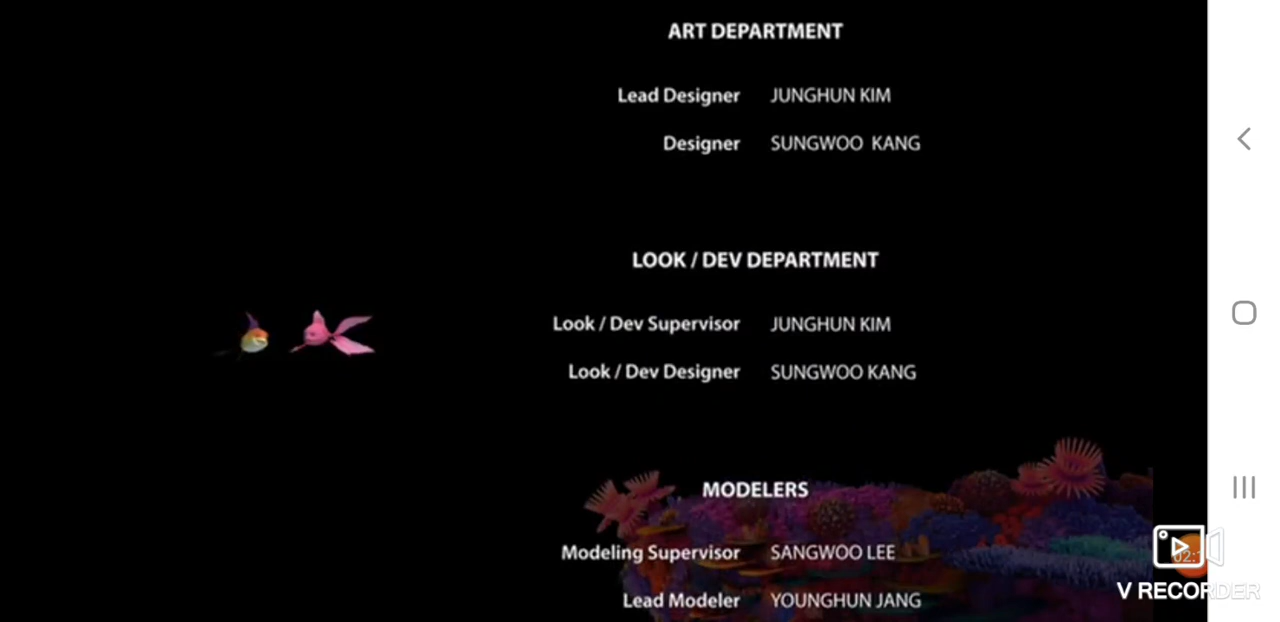 ART DEPARTMENT
Lead Designer JUNGHUN KIM
Designer SUNGWOO KANG
LOOK / DEV DEPARTMENT
Look / Dev Supervisor JUNGHUN KIM
Look / Dev Designer SUNGWOO KANG
MODELERS
Modeling Supervisor SANGWOO LEE
Lead Modeler YOUNGHUN JANG
V RECORDER